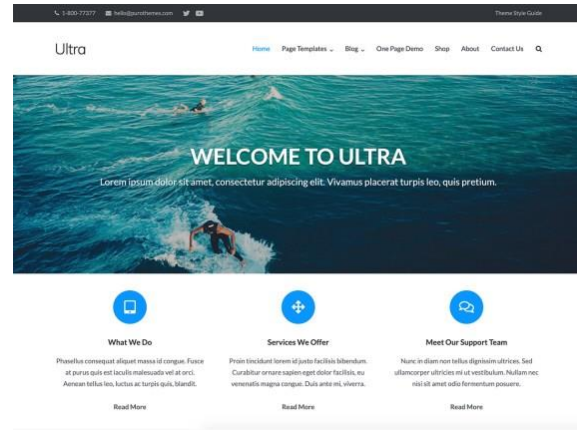 1-800-77377 hello@purothemes.com Theme Style Guide
Ultra
Home Page Templates Blog One Page Demo Shop About Contact Us
WELCOME TO ULTRA
Lorem ipsum dolor sit amet, consectetur adipiscing elit. Vivamus placerat turpis leo, quis pretium.
What We Do
Phasellus consequat aliquet massa id congue. Fusce
at purus quis est iaculis malesuada vel at orci.
Aenean tellus leo, luctus ac turpis quis, blandit.
Read More
Services We Offer
Proin tincidunt lorem id justo facilisis bibendum.
Curabitur ornare sapien eget dolor facilisis, eu
venenatis magna congue. Duis ante mi, viverra.
Read More
Meet Our Support Team
Nunc in diam non tellus dignissim ultrices. Sed
ullamcorper ultricies mi ut vestibulum. Nullam nec
nisi sit amet odio fermentum posuere.
Read More